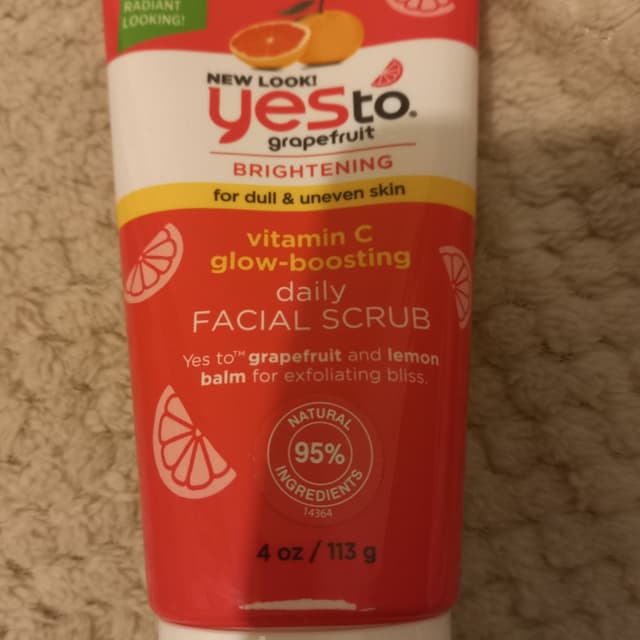 RADIANT
LOOKING!
NEW LOOK!
yes to®
grapefruit
BRIGHTENING
for dull & uneven skin
vitamin C
glow-boosting
daily
FACIAL SCRUB
Yes to™ grapefruit and lemon
balm for exfoliating bliss.
NATURAL
95%
INGREDIENTS
14364
4 oz / 113 g